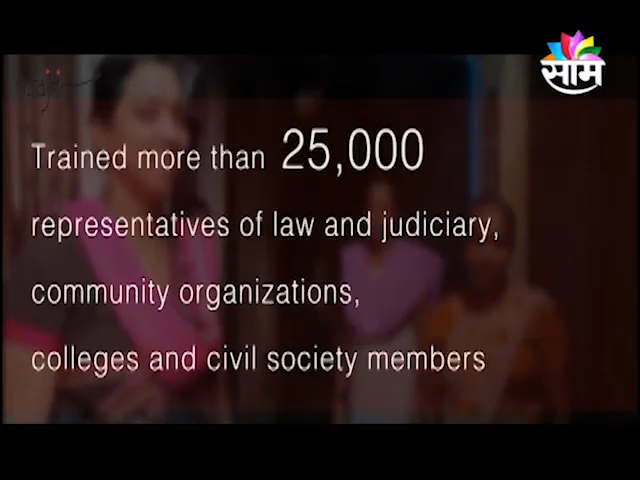 साम
Trained more than 25,000
representatives of law and judiciary,
community organizations,
colleges and civil society members